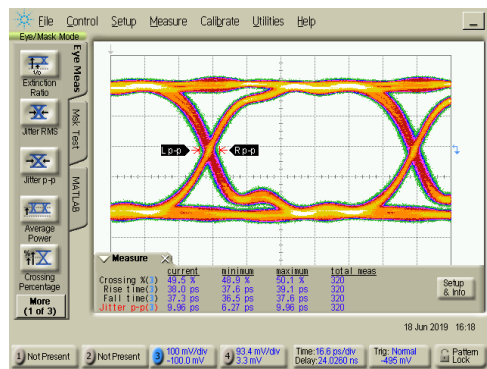 File Control Setup Measure Calibrate Utilities Help
Eye/Mask Mode
Extinction
Ratio
Jitter RMS
Jitter p-p
Average
Power
Crossing
Percentage
More
(1 of 3)
Eye Meas
Msk Test
MATLAB
L p-p
R p-p
Measure
current minimum maximum total meas
Crossing %(3) 49.5 % 48.9 % 50.1 % 320
Rise time(3) 38.0 ps 37.6 ps 39.1 ps 320
Fall time(3) 37.3 ps 36.5 ps 37.6 ps 320
Jitter p-p(3) 9.96 ps 6.27 ps 9.96 ps 320
Setup
& Info
18 Jun 2019 16:18
1 Not Present
2 Not Present
3 100 mV/div
-100.0 mV
4 93.4 mV/div
3.3 mV
Time:16.6 ps/div
Delay:24.0260 ns
Trig: Normal
-495 mV
Pattern
Lock